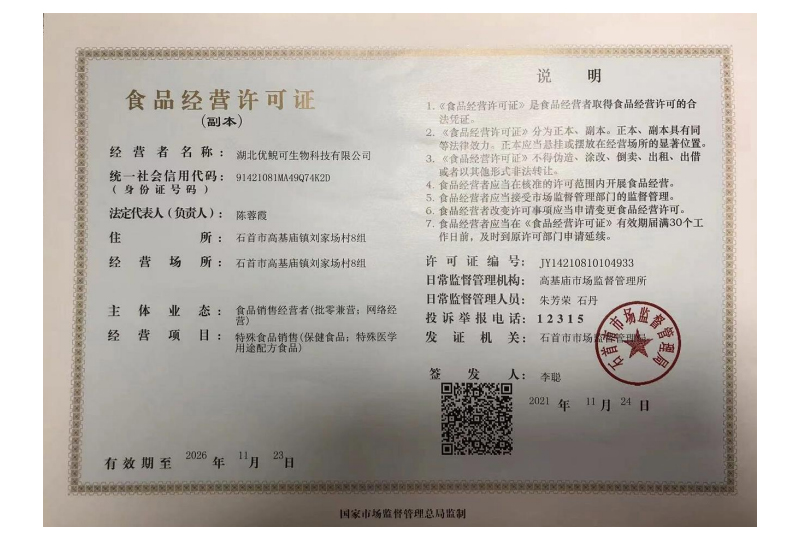 食品经营许可证
(副本)
经营者名称：湖北优鲵可生物科技有限公司
统一社会信用代码：91421081MA49Q74K2D
(身份证号码)
法定代表人(负责人)：陈蓉霞
住所：石首市高基庙镇刘家场村8组
经营场所：石首市高基庙镇刘家场村8组
主体业态：食品销售经营者(批零兼营；网络经
营)
经营项目：特殊食品销售(保健食品；特殊医学
用途配方食品)
有效期至 2026 年 11 月 23 日
说明
1.《食品经营许可证》是食品经营者取得食品经营许可的合
法凭证。
2.《食品经营许可证》分为正本、副本。正本、副本具有同
等法律效力。正本应当悬挂或摆放在经营场所的显著位置。
3.《食品经营许可证》不得伪造、涂改、倒卖、出租、出借
或者以其他形式非法转让。
4.食品经营者应当在核准的许可范围内开展食品经营。
5.食品经营者应当接受市场监督管理部门的监督管理。
6.食品经营者改变许可事项应当申请变更食品经营许可。
7.食品经营者应当在《食品经营许可证》有效期届满30个工
作日前，及时到原许可部门申请延续。
许可证编号：JY14210810104933
日常监督管理机构：高基庙市场监督管理所
日常监督管理人员：朱芳荣 石丹
投诉举报电话：12315
发证机关：石首市市场监督管理局
石首市市场监督管理局
签发人：李聪
2021 年 11 月 24 日
国家市场监督管理总局监制